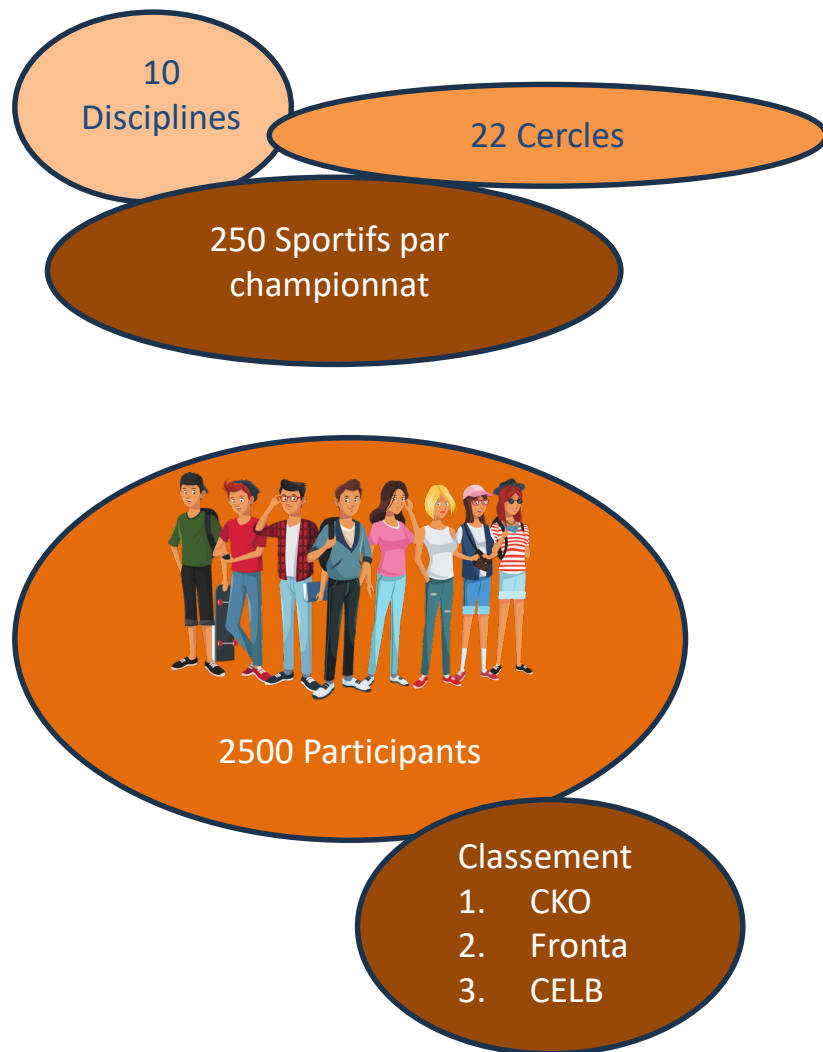 10
Disciplines
22 Cercles
250 Sportifs par
championnat
2500 Participants
Classement
1. CKO
2. Fronta
3. CELB